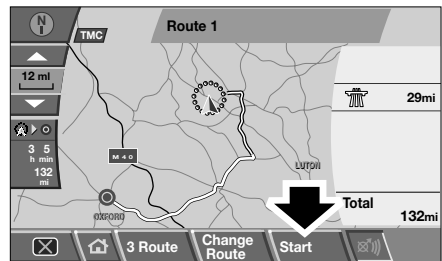 N
TMC
Route 1
12 ml
29mi
3 5
h min
132
mi
M 40
LUTON
OXFORD
Total
132mi
3 Route
Change
Route
Start